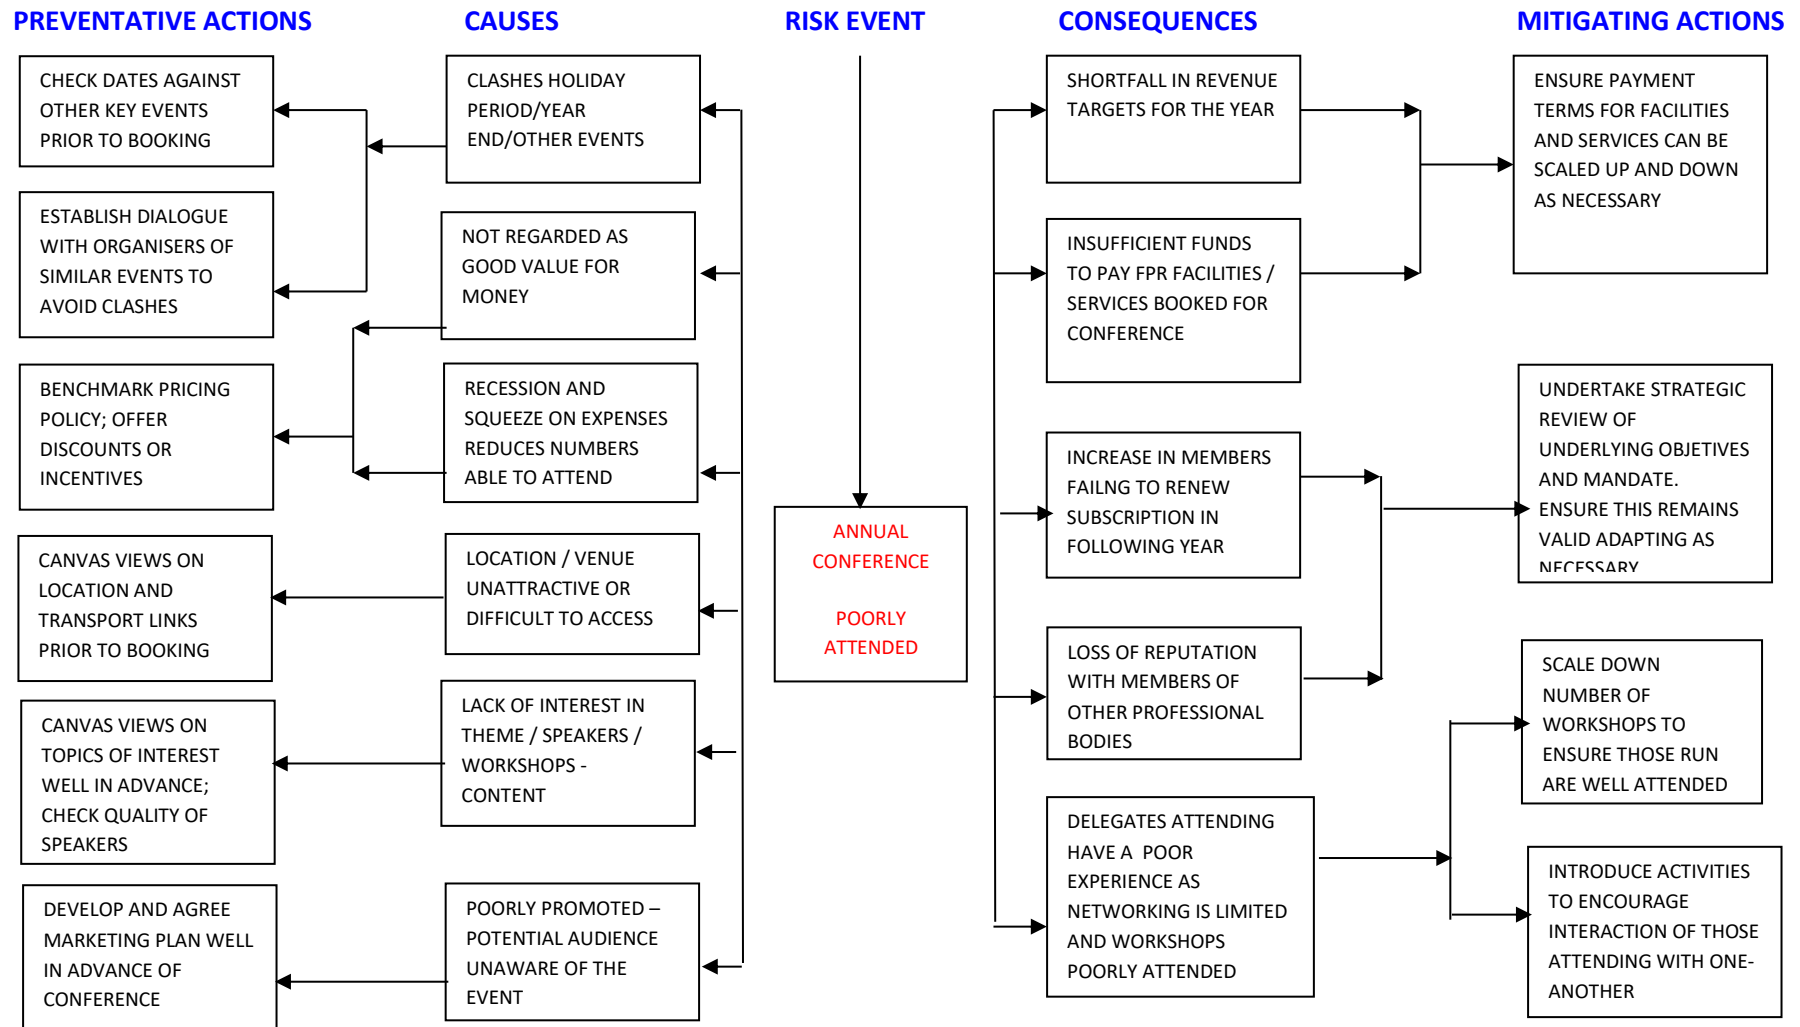 PREVENTATIVE ACTIONS
CAUSES
RISK EVENT
CONSEQUENCES
MITIGATING ACTIONS
CHECK DATES AGAINST
OTHER KEY EVENTS
PRIOR TO BOOKING
ESTABLISH DIALOGUE
WITH ORGANISERS OF
SIMILAR EVENTS TO
AVOID CLASHES
BENCHMARK PRICING
POLICY; OFFER
DISCOUNTS OR
INCENTIVES
CANVAS VIEWS ON
LOCATION AND
TRANSPORT LINKS
PRIOR TO BOOKING
CANVAS VIEWS ON
TOPICS OF INTEREST
WELL IN ADVANCE;
CHECK QUALITY OF
SPEAKERS
DEVELOP AND AGREE
MARKETING PLAN WELL
IN ADVANCE OF
CONFERENCE
CLASHES HOLIDAY
PERIOD/YEAR
END/OTHER EVENTS
NOT REGARDED AS
GOOD VALUE FOR
MONEY
RECESSION AND
SQUEEZE ON EXPENSES
REDUCES NUMBERS
ABLE TO ATTEND
LOCATION / VENUE
UNATTRACTIVE OR
DIFFICULT TO ACCESS
LACK OF INTEREST IN
THEME / SPEAKERS /
WORKSHOPS -
CONTENT
POORLY PROMOTED –
POTENTIAL AUDIENCE
UNAWARE OF THE
EVENT
ANNUAL
CONFERENCE
POORLY
ATTENDED
SHORTFALL IN REVENUE
TARGETS FOR THE YEAR
INSUFFICIENT FUNDS
TO PAY FPR FACILITIES /
SERVICES BOOKED FOR
CONFERENCE
INCREASE IN MEMBERS
FAILNG TO RENEW
SUBSCRIPTION IN
FOLLOWING YEAR
LOSS OF REPUTATION
WITH MEMBERS OF
OTHER PROFESSIONAL
BODIES
DELEGATES ATTENDING
HAVE A POOR
EXPERIENCE AS
NETWORKING IS LIMITED
AND WORKSHOPS
POORLY ATTENDED
ENSURE PAYMENT
TERMS FOR FACILITIES
AND SERVICES CAN BE
SCALED UP AND DOWN
AS NECESSARY
UNDERTAKE STRATEGIC
REVIEW OF
UNDERLYING OBJETIVES
AND MANDATE.
ENSURE THIS REMAINS
VALID ADAPTING AS
NECESSARY
SCALE DOWN
NUMBER OF
WORKSHOPS TO
ENSURE THOSE RUN
ARE WELL ATTENDED
INTRODUCE ACTIVITIES
TO ENCOURAGE
INTERACTION OF THOSE
ATTENDING WITH ONE-
ANOTHER